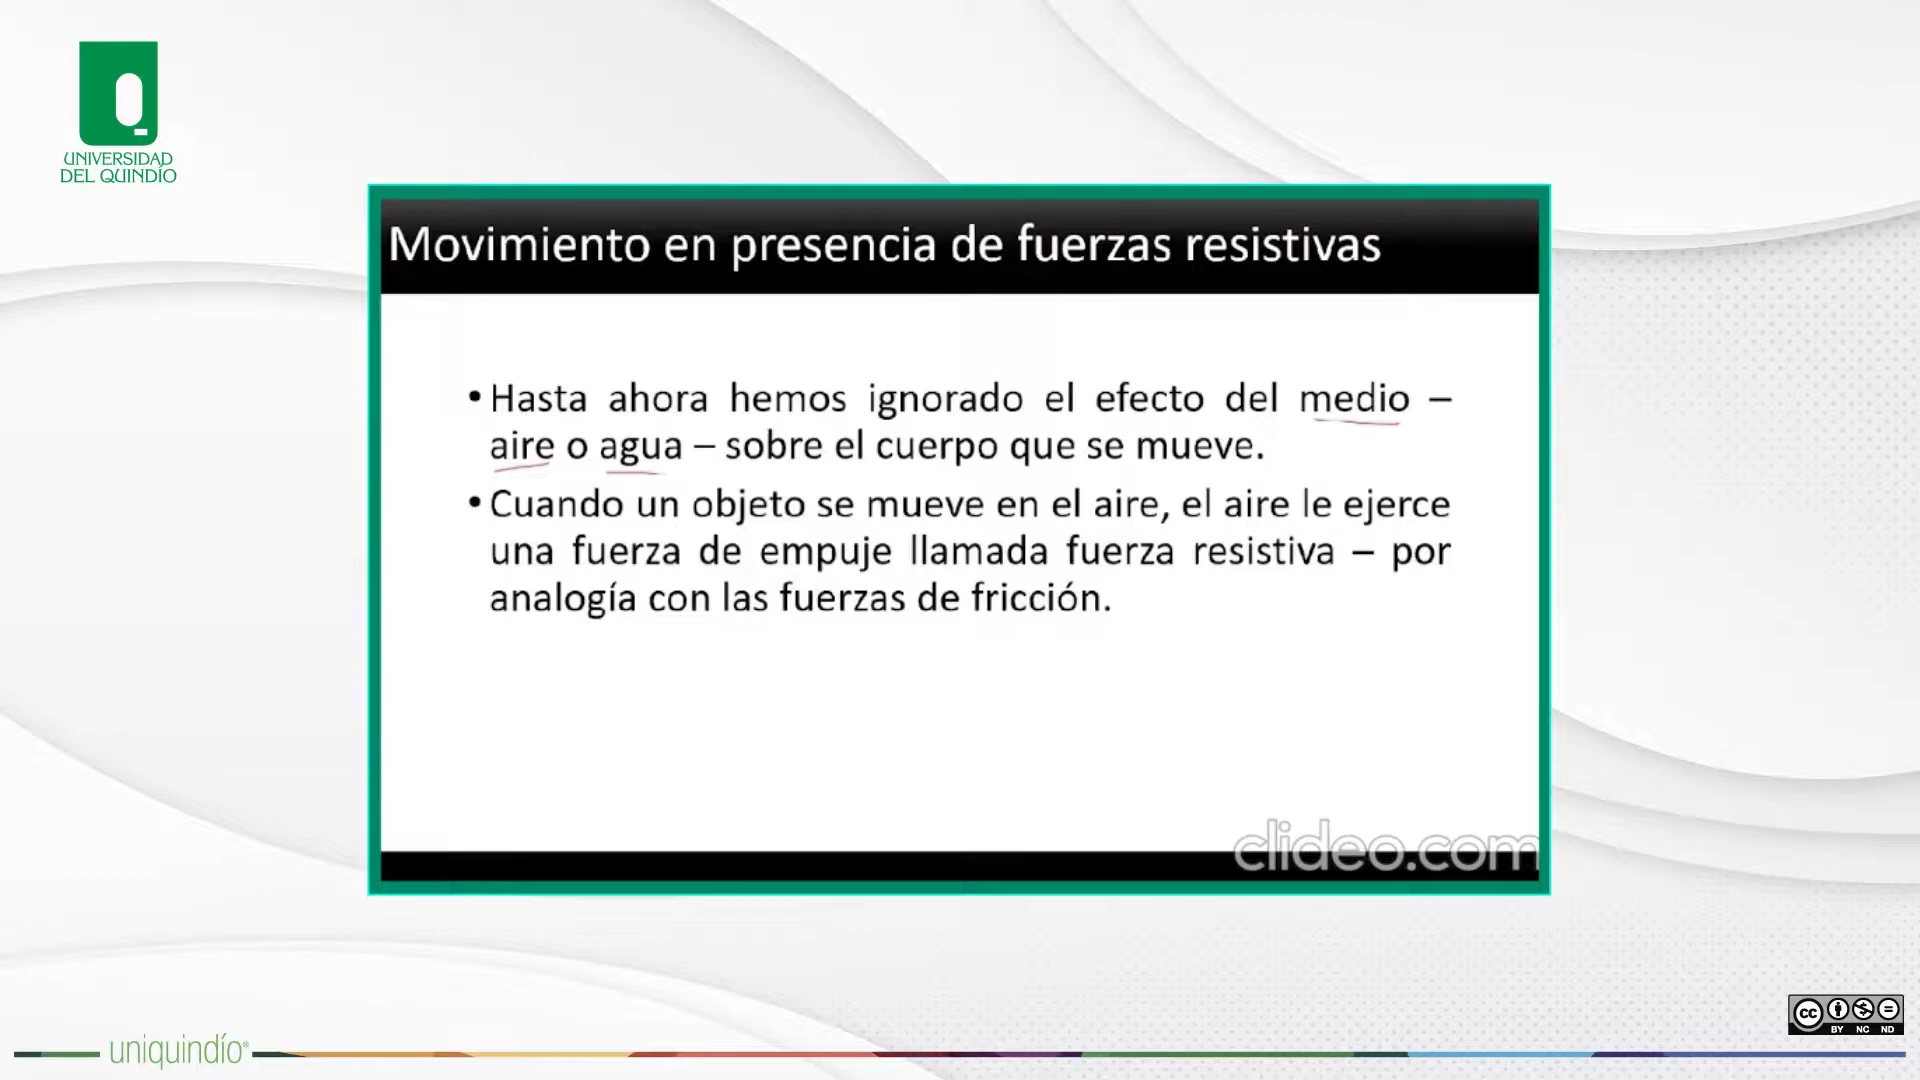 UNIVERSIDAD
DEL QUINDÍO
Movimiento en presencia de fuerzas resistivas
• Hasta ahora hemos ignorado el efecto del medio –
aire o agua – sobre el cuerpo que se mueve.
• Cuando un objeto se mueve en el aire, el aire le ejerce
una fuerza de empuje llamada fuerza resistiva – por
analogía con las fuerzas de fricción.
clideo.com
uniquindío®
cc
BY NC ND